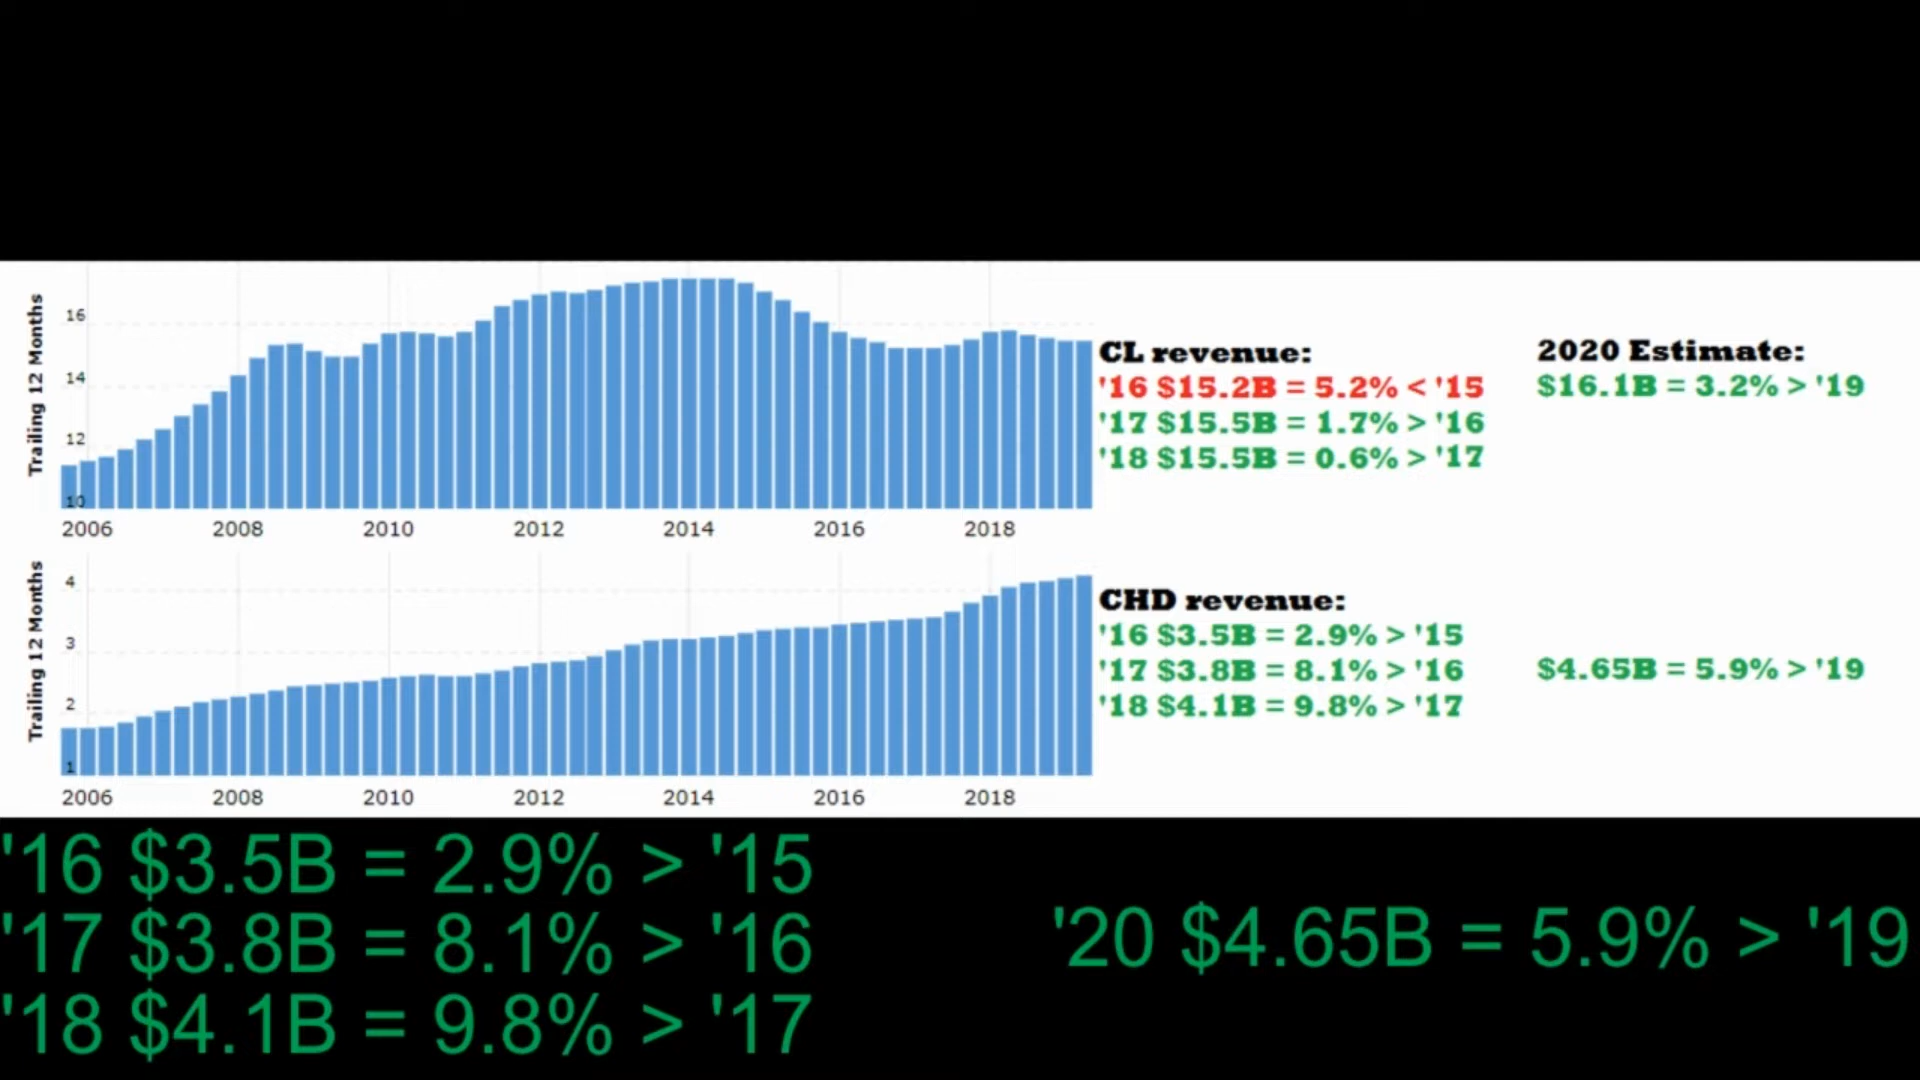 Trailing 12 Months
16
14
12
10
2006 2008 2010 2012 2014 2016 2018
CL revenue:
'16 $15.2B = 5.2% < '15
'17 $15.5B = 1.7% > '16
'18 $15.5B = 0.6% > '17
2020 Estimate:
$16.1B = 3.2% > '19
Trailing 12 Months
4
3
2
1
2006 2008 2010 2012 2014 2016 2018
CHD revenue:
'16 $3.5B = 2.9% > '15
'17 $3.8B = 8.1% > '16
'18 $4.1B = 9.8% > '17
$4.65B = 5.9% > '19
'16 $3.5B = 2.9% > '15
'17 $3.8B = 8.1% > '16
'18 $4.1B = 9.8% > '17
'20 $4.65B = 5.9% > '19